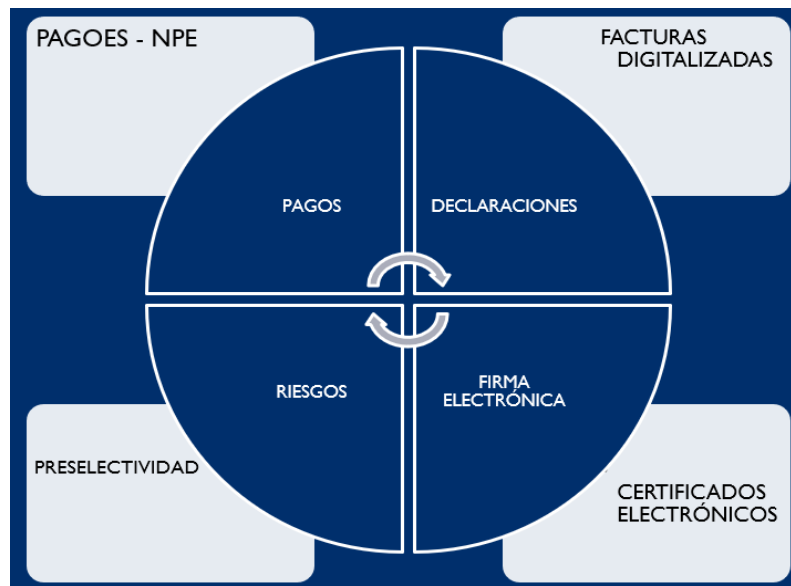 PAGOES - NPE
FACTURAS
DIGITALIZADAS
PAGOS
DECLARACIONES
RIESGOS
FIRMA
ELECTRÓNICA
PRESELECTIVIDAD
CERTIFICADOS
ELECTRÓNICOS